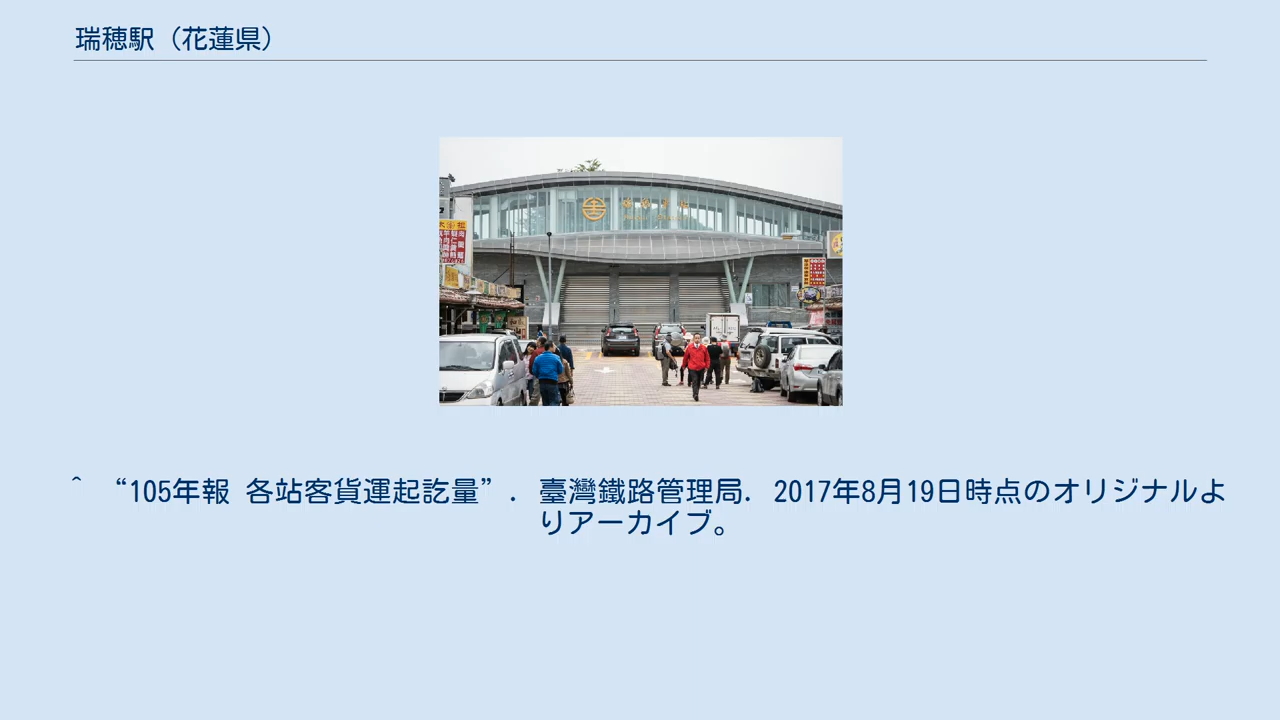 瑞穂駅（花蓮県）
^ “105年報 各站客貨運起訖量”. 臺灣鐵路管理局. 2017年8月19日時点のオリジナルよ
りアーカイブ。